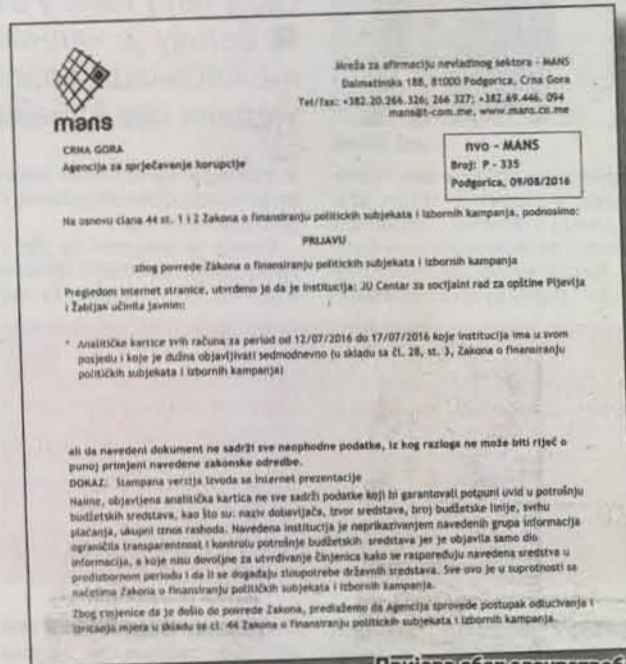 mans
Mreža za afirmaciju nevladinog sektora - MANS
Dalmatinska 188, 81000 Podgorica, Crna Gora
Tel/fax: +382.20.266.326; 266 327; +382.69.446. 094
mans@t-com.me, www.mans.co.me
CRNA GORA
Agencija za sprječavanje korupcije
nvo - MANS
Broj: P - 335
Podgorica, 09/08/2016
Na osnovu clana 44 st. 1 i 2 Zakona o finansiranju politickih subjekata i izbornih kampanja, podnosimo:
PRIJAVU
zbog povrede Zakona o finansiranju politickih subjekata i izbornih kampanja
Pregledom internet stranice, utvrđeno je da je institucija: JU Centar za socijalni rad za opštine Pljevlja
i Žabljak učinila javnim:
* Analitičke kartice svih računa za period od 12/07/2016 do 17/07/2016 koje institucija ima u svom
posjedu i koje je dužna objavljivati sedmodnevno (u skladu sa čl. 28, st. 3, Zakona o finansiranju
političkih subjekata i izbornih kampanja)
ali da navedeni dokument ne sadrži sve neophodne podatke, iz kog razloga ne može biti riječ o
punoj primjeni navedene zakonske odredbe.
DOKAZ: Štampana verzija izvoda sa internet prezentacije
Naime, objavljena analitička kartica ne sve sadrži podatke koji bi garantovali potpuni uvid u potrošnju
budžetskih sredstava, kao što su: naziv dobavljača, izvor sredstava, broj budžetske linije, svrhu
plaćanja, ukupni iznos rashoda. Navedena institucija je neprikazivanjem navedenih grupa informacija
ograničila transparentnost i kontrolu potrošnje budžetskih sredstava jer je objavila samo dio
informacija, a koje nisu dovoljne za utvrđivanje činjenica kako se raspoređuju navedena sredstva u
predizbornom periodu i da li se događaju zloupotrebe državnih sredstava. Sve ovo je u suprotnosti sa
načelima Zakona o finansiranju političkih subjekata i izbornih kampanja.
Zbog činjenice da je došlo do povrede Zakona, predlažemo da Agencija sprovede postupak odlucivanja i
izricanja mjera u skladu sa cl. 44 Zakona o finansiranju politickih subjekata i izbornih kampanja.